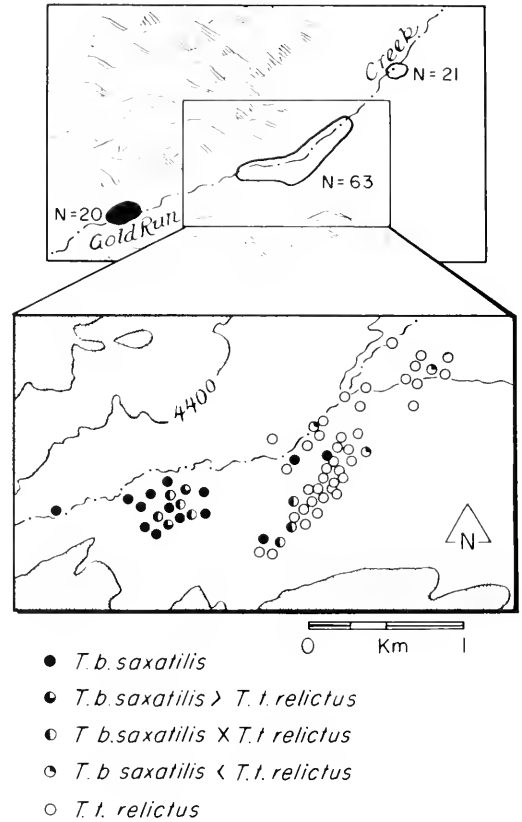 Creek
N = 21
N = 63
N=20
Gold Run
4400
N
0 Km 1
T. b. saxatilis
T. b. saxatilis > T. t. relictus
T b. saxatilis X T. t relictus
T. b saxatilis < T. t. relictus
T. t. relictus